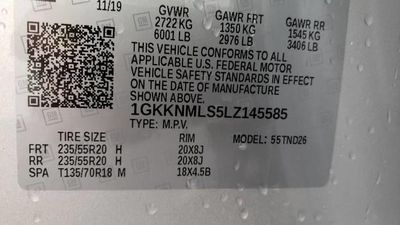 11/19 GVWR GAWR FRT GAWR RR
2722 KG 1350 KG 1545 KG
6001 LB 2976 LB 3406 LB
THIS VEHICLE CONFORMS TO ALL
APPLICABLE U.S. FEDERAL MOTOR
VEHICLE SAFETY STANDARDS IN EFFECT
ON THE DATE OF MANUFACTURE
1GKKNMLS5LZ145585
TYPE: M.P.V. MODEL: 55TND26
TIRE SIZE RIM
FRT 235/55R20 H 20X8J
RR 235/55R20 H 20X8J
SPA T135/70R18 M 18X4.5B